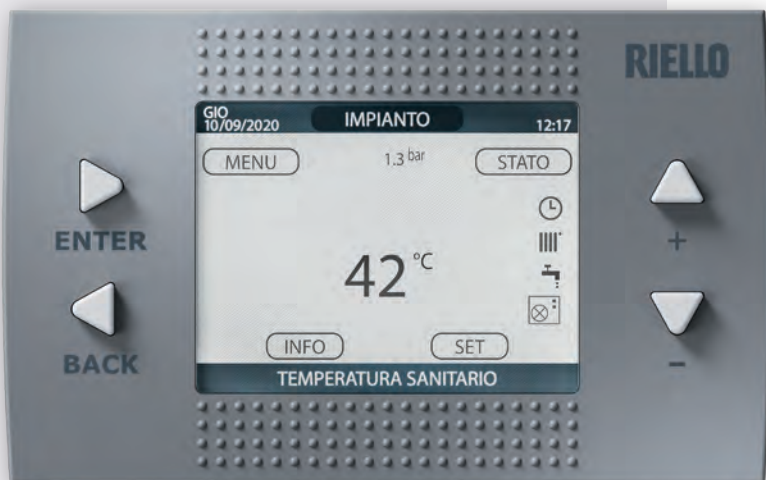 RIELLO
GIO
10/09/2020
IMPIANTO
12:17
MENU
1.3 bar
STATO
ENTER
+
42 °C
BACK
-
INFO
SET
TEMPERATURA SANITARIO